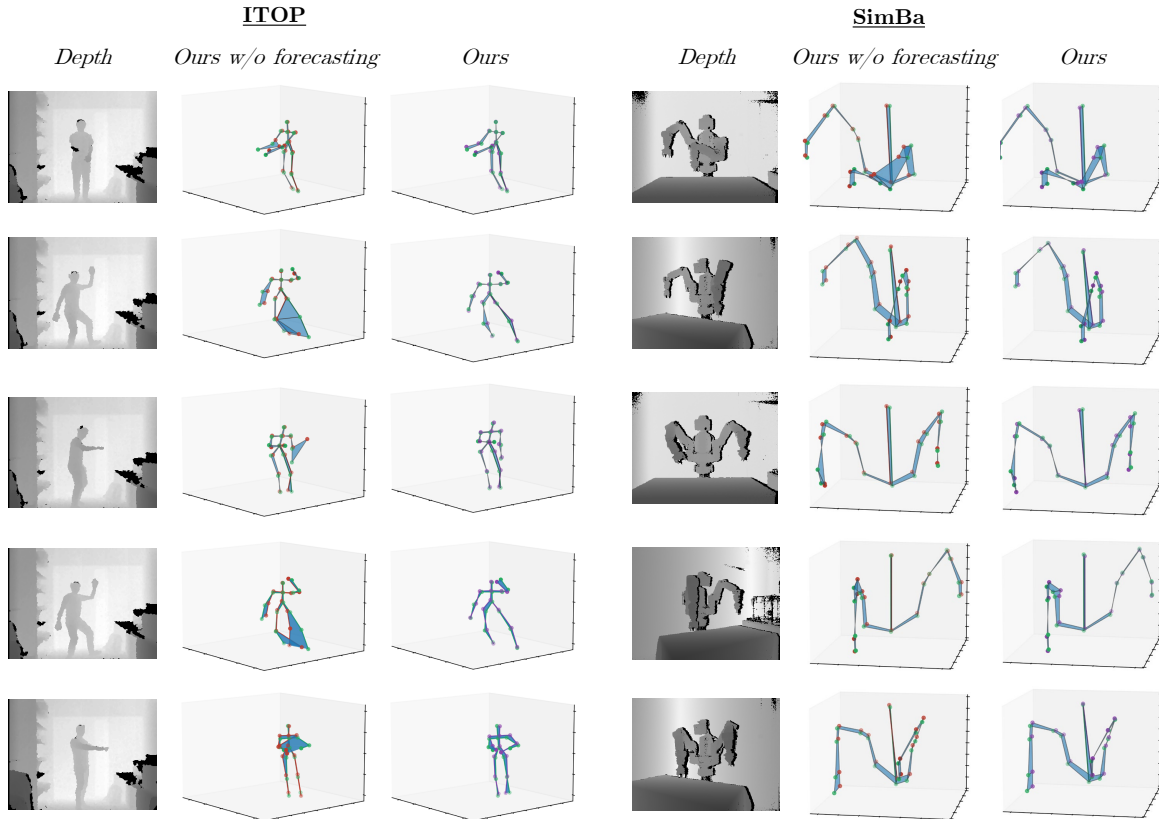 ITOP
SimBa
Depth
Ours w/o forecasting
Ours
Depth
Ours w/o forecasting
Ours